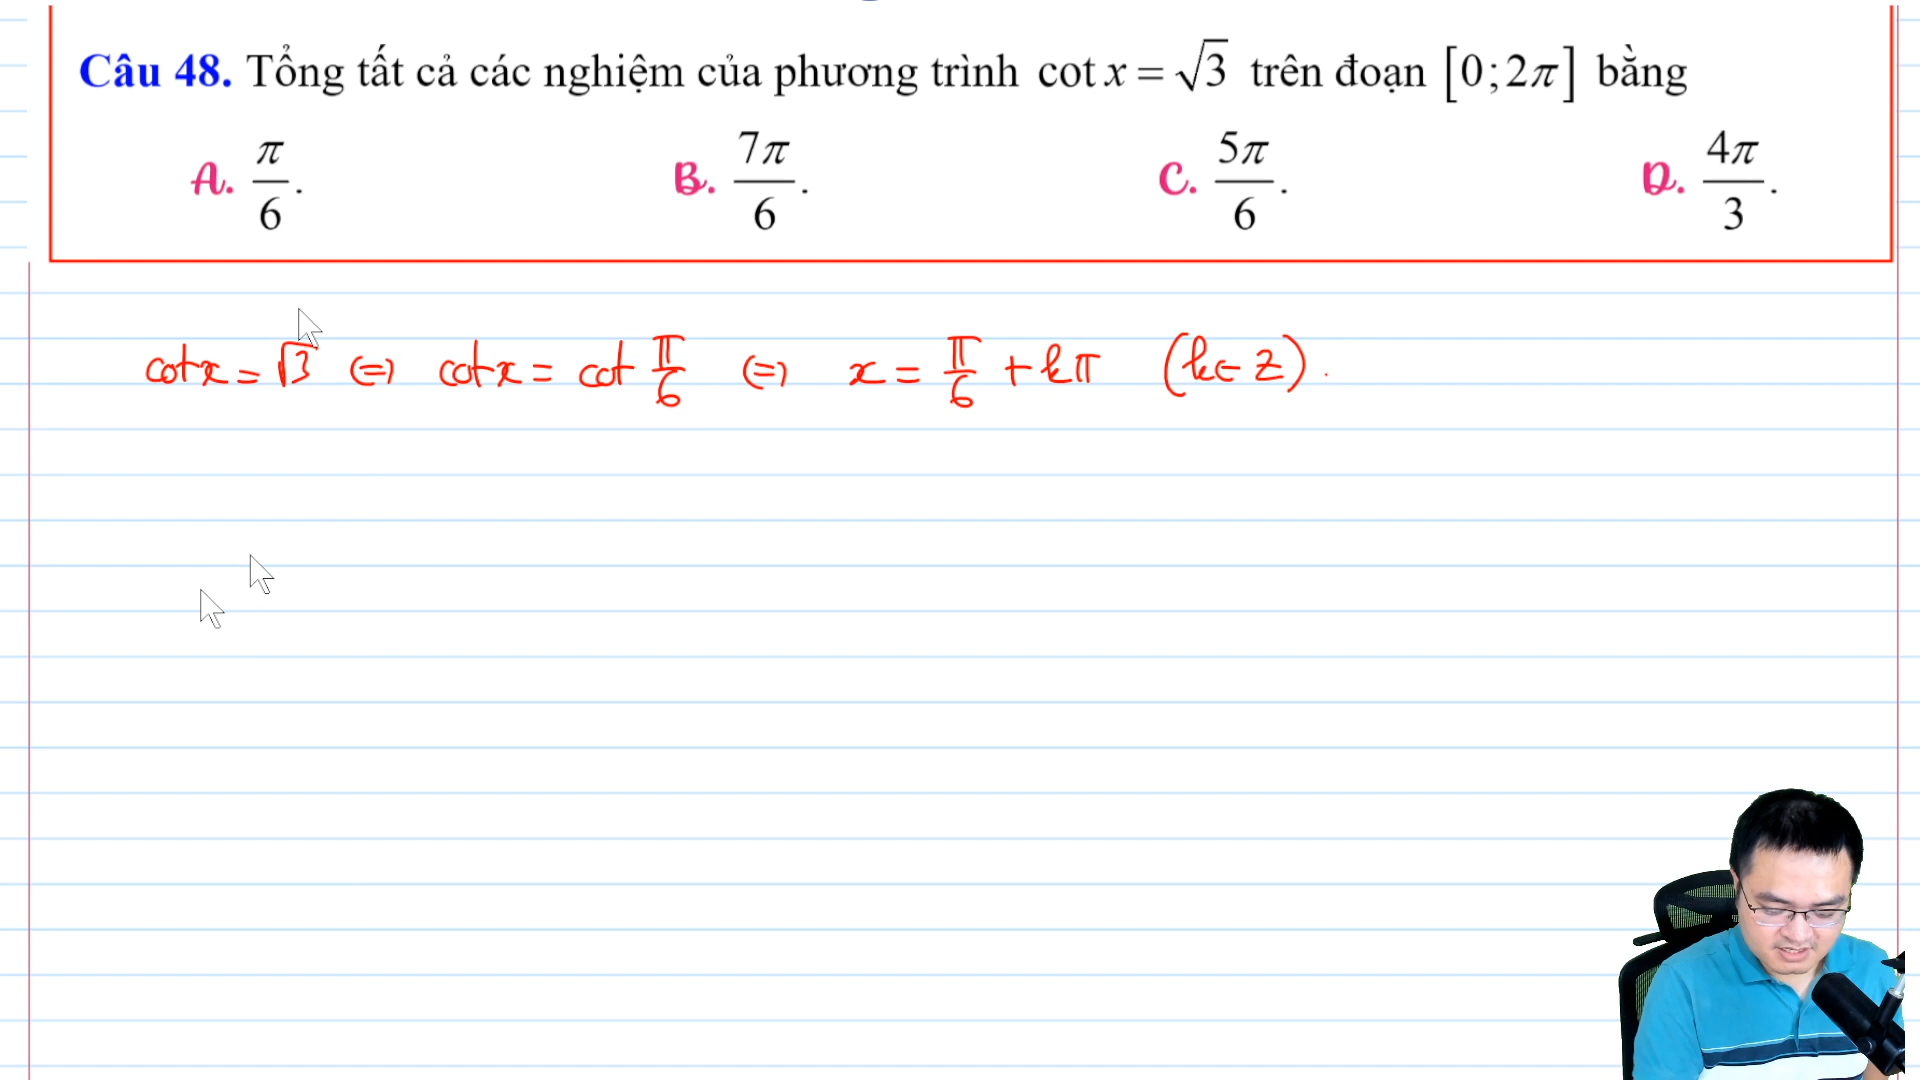 Câu 48. Tổng tất cả các nghiệm của phương trình cot x = √3 trên đoạn [0;2π] bằng
A. π/6. B. 7π/6. C. 5π/6. D. 4π/3.
cotx = √3 ⇔ cotx = cot π/6 ⇔ x = π/6 + kπ (k ∈ Z).